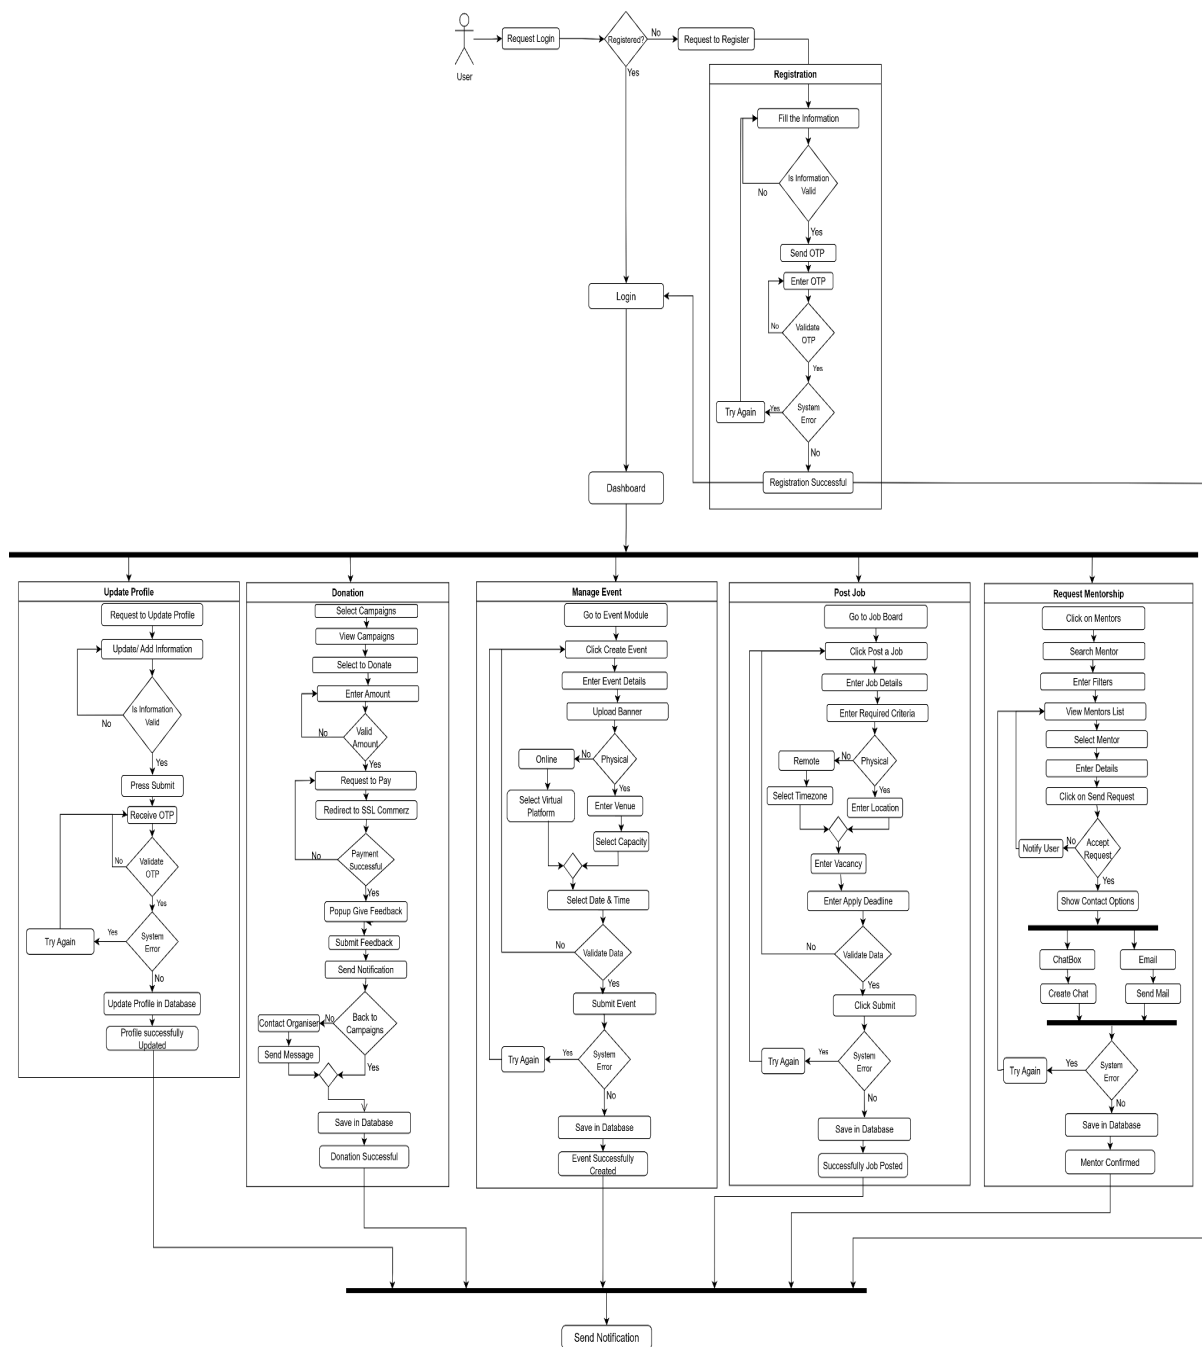 User
Request Login
Registered?
No
Request to Register
Yes
Registration
Fill the Information
Is Information
Valid
No
Yes
Send OTP
Enter OTP
Validate
OTP
No
Yes
System
Error
Yes
Try Again
No
Registration Successful
Login
Dashboard
Update Profile
Request to Update Profile
Update/ Add Information
Is Information
Valid
No
Yes
Press Submit
Receive OTP
Validate
OTP
No
Yes
System
Error
Yes
Try Again
No
Update Profile in Database
Profile successfully
Updated
Donation
Select Campaigns
View Campaigns
Select to Donate
Enter Amount
Valid
Amount
No
Yes
Request to Pay
Redirect to SSL Commerz
Payment
Successful
No
Yes
Popup Give Feedback
Submit Feedback
Send Notification
Back to
Campaigns
No
Contact Organiser
Send Message
Yes
Save in Database
Donation Successful
Manage Event
Go to Event Module
Click Create Event
Enter Event Details
Upload Banner
Physical
No
Online
Select Virtual
Platform
Yes
Enter Venue
Select Capacity
Select Date & Time
Validate Data
No
Yes
Submit Event
System
Error
Yes
Try Again
No
Save in Database
Event Successfully
Created
Post Job
Go to Job Board
Click Post a Job
Enter Job Details
Enter Required Criteria
Physical
No
Remote
Select Timezone
Yes
Enter Location
Enter Vacancy
Enter Apply Deadline
Validate Data
No
Yes
Click Submit
System
Error
Yes
Try Again
No
Save in Database
Successfully Job Posted
Request Mentorship
Click on Mentors
Search Mentor
Enter Filters
View Mentors List
Select Mentor
Enter Details
Click on Send Request
Accept
Request
No
Notify User
Yes
Show Contact Options
ChatBox
Email
Create Chat
Send Mail
System
Error
Yes
Try Again
No
Save in Database
Mentor Confirmed
Send Notification